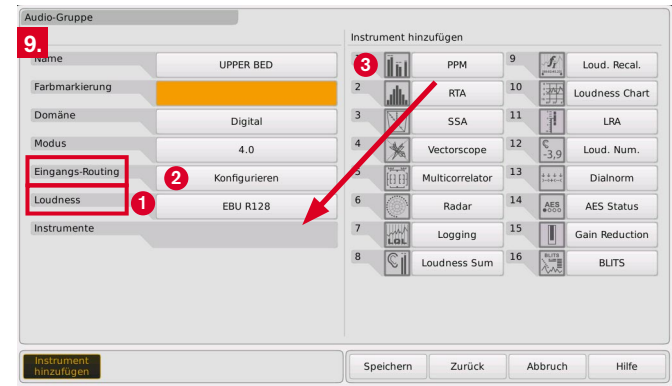 Audio-Gruppe
9.
Name
UPPER BED
Farbmarkierung
Domäne
Digital
Modus
4.0
Eingangs-Routing
2
Konfigurieren
Loudness
1
EBU R128
Instrumente
Instrument hinzufügen
3
PPM
2
RTA
3
SSA
4
Vectorscope
5
Multicorrelator
6
Radar
7
LQL
Logging
8
Loudness Sum
9
Loud. Recal.
10
Loudness Chart
11
LRA
12
-3,9
Loud. Num.
13
Dialnorm
14
AES
AES Status
15
Gain Reduction
16
BLITS
BLITS
Instrument
hinzufügen
Speichern
Zurück
Abbruch
Hilfe